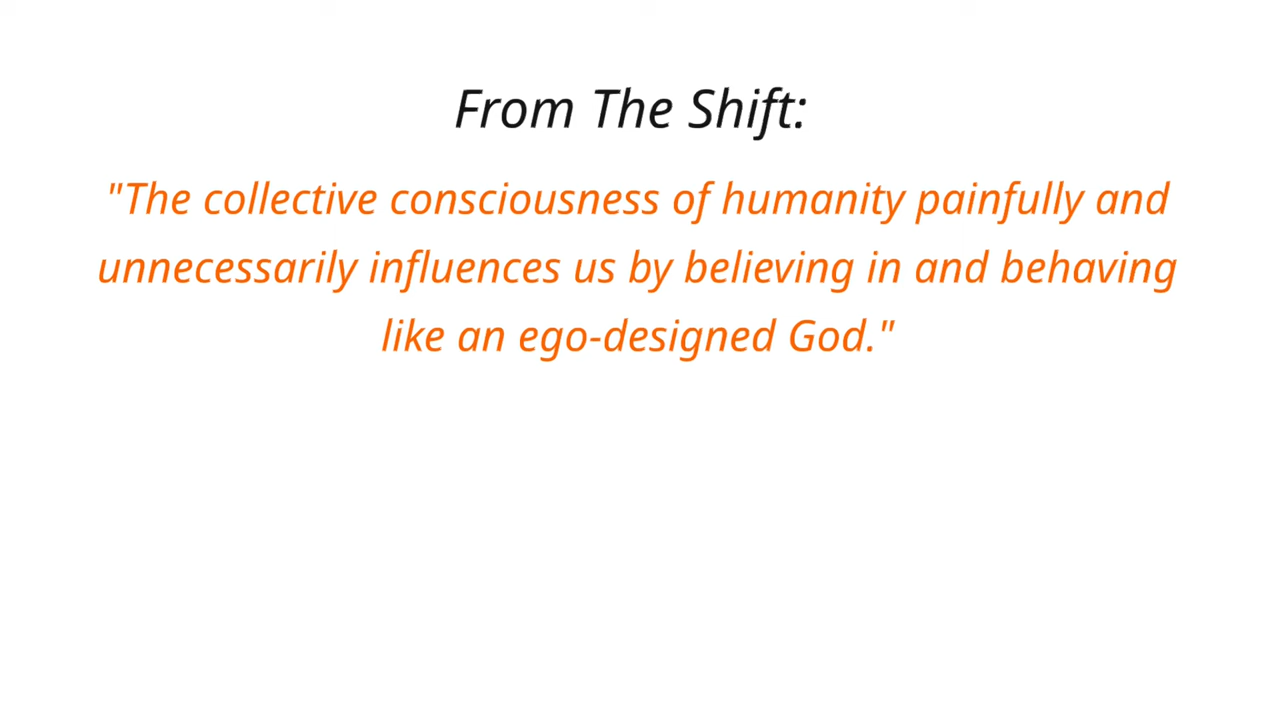 From The Shift:
"The collective consciousness of humanity painfully and
unnecessarily influences us by believing in and behaving
like an ego-designed God."